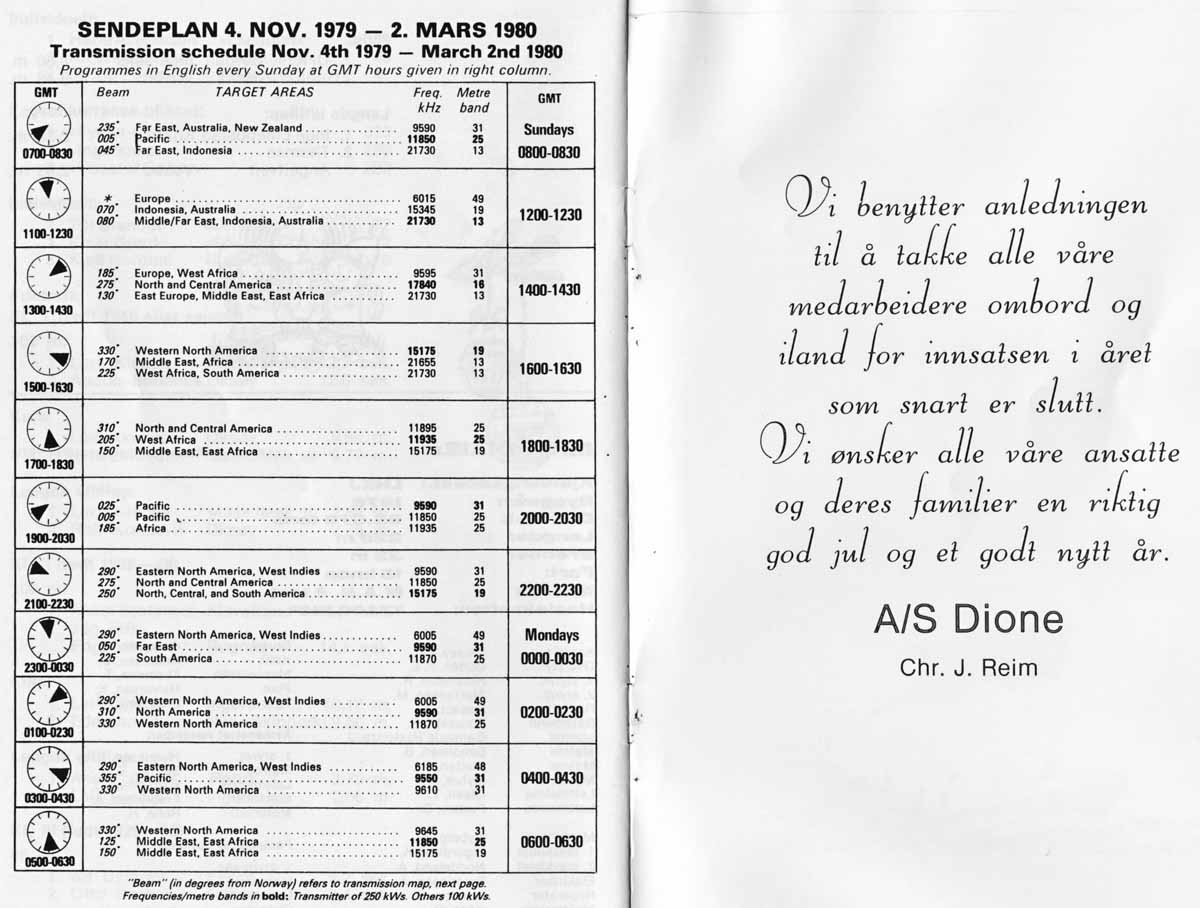 SENDEPLAN 4. NOV. 1979 — 2. MARS 1980
Transmission schedule Nov. 4th 1979 — March 2nd 1980
Programmes in English every Sunday at GMT hours given in right column.
GMT Beam TARGET AREAS Freq. kHz Metre band GMT
0700-0830 Sundays 0800-0830
235° Far East, Australia, New Zealand 9590 31
005° Pacific 11850 25
045° Far East, Indonesia 21730 13
1100-1230 1200-1230
* Europe 6015 49
070° Indonesia, Australia 15345 19
080° Middle/Far East, Indonesia, Australia 21730 13
1300-1430 1400-1430
185° Europe, West Africa 9595 31
275° North and Central America 17840 16
130° East Europe, Middle East, East Africa 21730 13
1500-1630 1600-1630
330° Western North America 15175 19
170° Middle East, Africa 21655 13
225° West Africa, South America 21730 13
1700-1830 1800-1830
310° North and Central America 11895 25
205° West Africa 11935 25
150° Middle East, East Africa 15175 19
1900-2030 2000-2030
025° Pacific 9590 31
005° Pacific 11850 25
185° Africa 11935 25
2100-2230 2200-2230
290° Eastern North America, West Indies 9590 31
275° North and Central America 11850 25
250° North, Central, and South America 15175 19
2300-0030 Mondays 0000-0030
290° Eastern North America, West Indies 6005 49
050° Far East 9590 31
225° South America 11870 25
0100-0230 0200-0230
290° Western North America, West Indies 6005 49
310° North America 9590 31
330° Western North America 11870 25
0300-0430 0400-0430
290° Eastern North America, West Indies 6185 48
355° Pacific 9550 31
330° Western North America 9610 31
0500-0630 0600-0630
330° Western North America 9645 31
125° Middle East, East Africa 11850 25
150° Middle East, East Africa 15175 19
"Beam" (in degrees from Norway) refers to transmission map, next page.
Frequencies/metre bands in bold: Transmitter of 250 kWs. Others 100 kWs.
Vi benytter anledningen
til å takke alle våre
medarbeidere ombord og
iland for innsatsen i året
som snart er slutt.
Vi ønsker alle våre ansatte
og deres familier en riktig
god jul og et godt nytt år.
A/S Dione
Chr. J. Reim